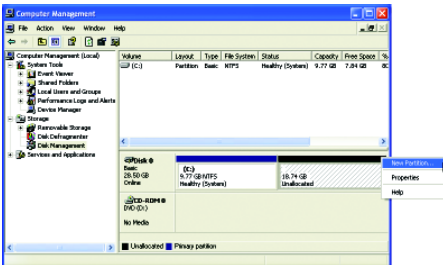 Computer Management
File Action View Window Help
Computer Management (Local)
System Tools
Event Viewer
Shared Folders
Local Users and Groups
Performance Logs and Alerts
Device Manager
Storage
Removable Storage
Disk Defragmenter
Disk Management
Services and Applications
Volume Layout Type File System Status Capacity Free Space %
(C:) Partition Basic NTFS Healthy (System) 9.77 GB 7.84 GB 80
Disk 0
Basic
28.50 GB
Online
(C:)
9.77 GB NTFS
Healthy (System)
18.74 GB
Unallocated
New Partition...
Properties
Help
CD-ROM 0
DVD (D:)
No Media
Unallocated Primary partition